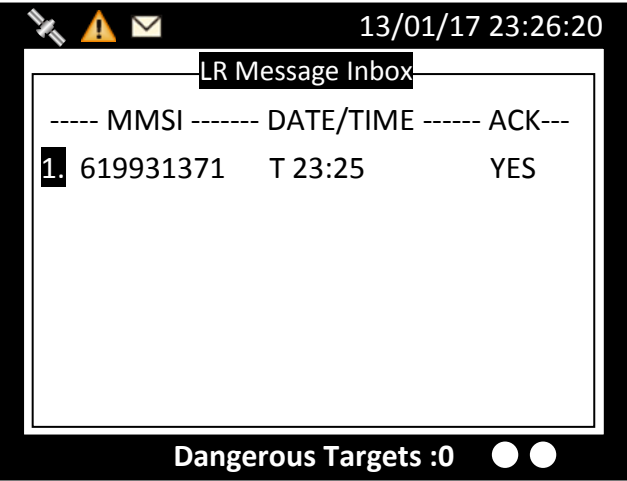 13/01/17 23:26:20
LR Message Inbox
----- MMSI ------- DATE/TIME ------ ACK---
1. 619931371 T 23:25 YES
Dangerous Targets :0